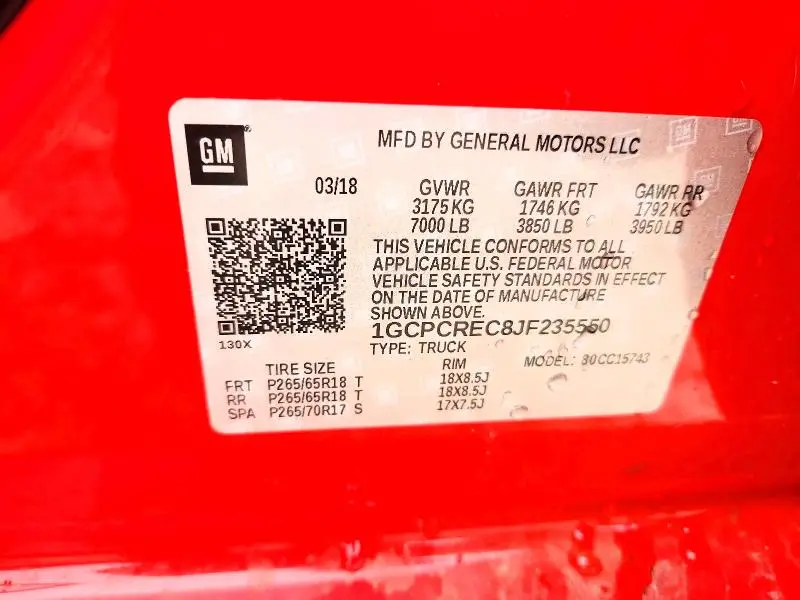 GM
MFD BY GENERAL MOTORS LLC
03/18 GVWR GAWR FRT GAWR RR
3175 KG 1746 KG 1792 KG
7000 LB 3850 LB 3950 LB
THIS VEHICLE CONFORMS TO ALL
APPLICABLE U.S. FEDERAL MOTOR
VEHICLE SAFETY STANDARDS IN EFFECT
ON THE DATE OF MANUFACTURE
SHOWN ABOVE.
1GCPCREC8JF235550
130X
TYPE: TRUCK MODEL: 30CC15743
TIRE SIZE RIM
FRT P265/65R18 T 18X8.5J
RR P265/65R18 T 18X8.5J
SPA P265/70R17 S 17X7.5J